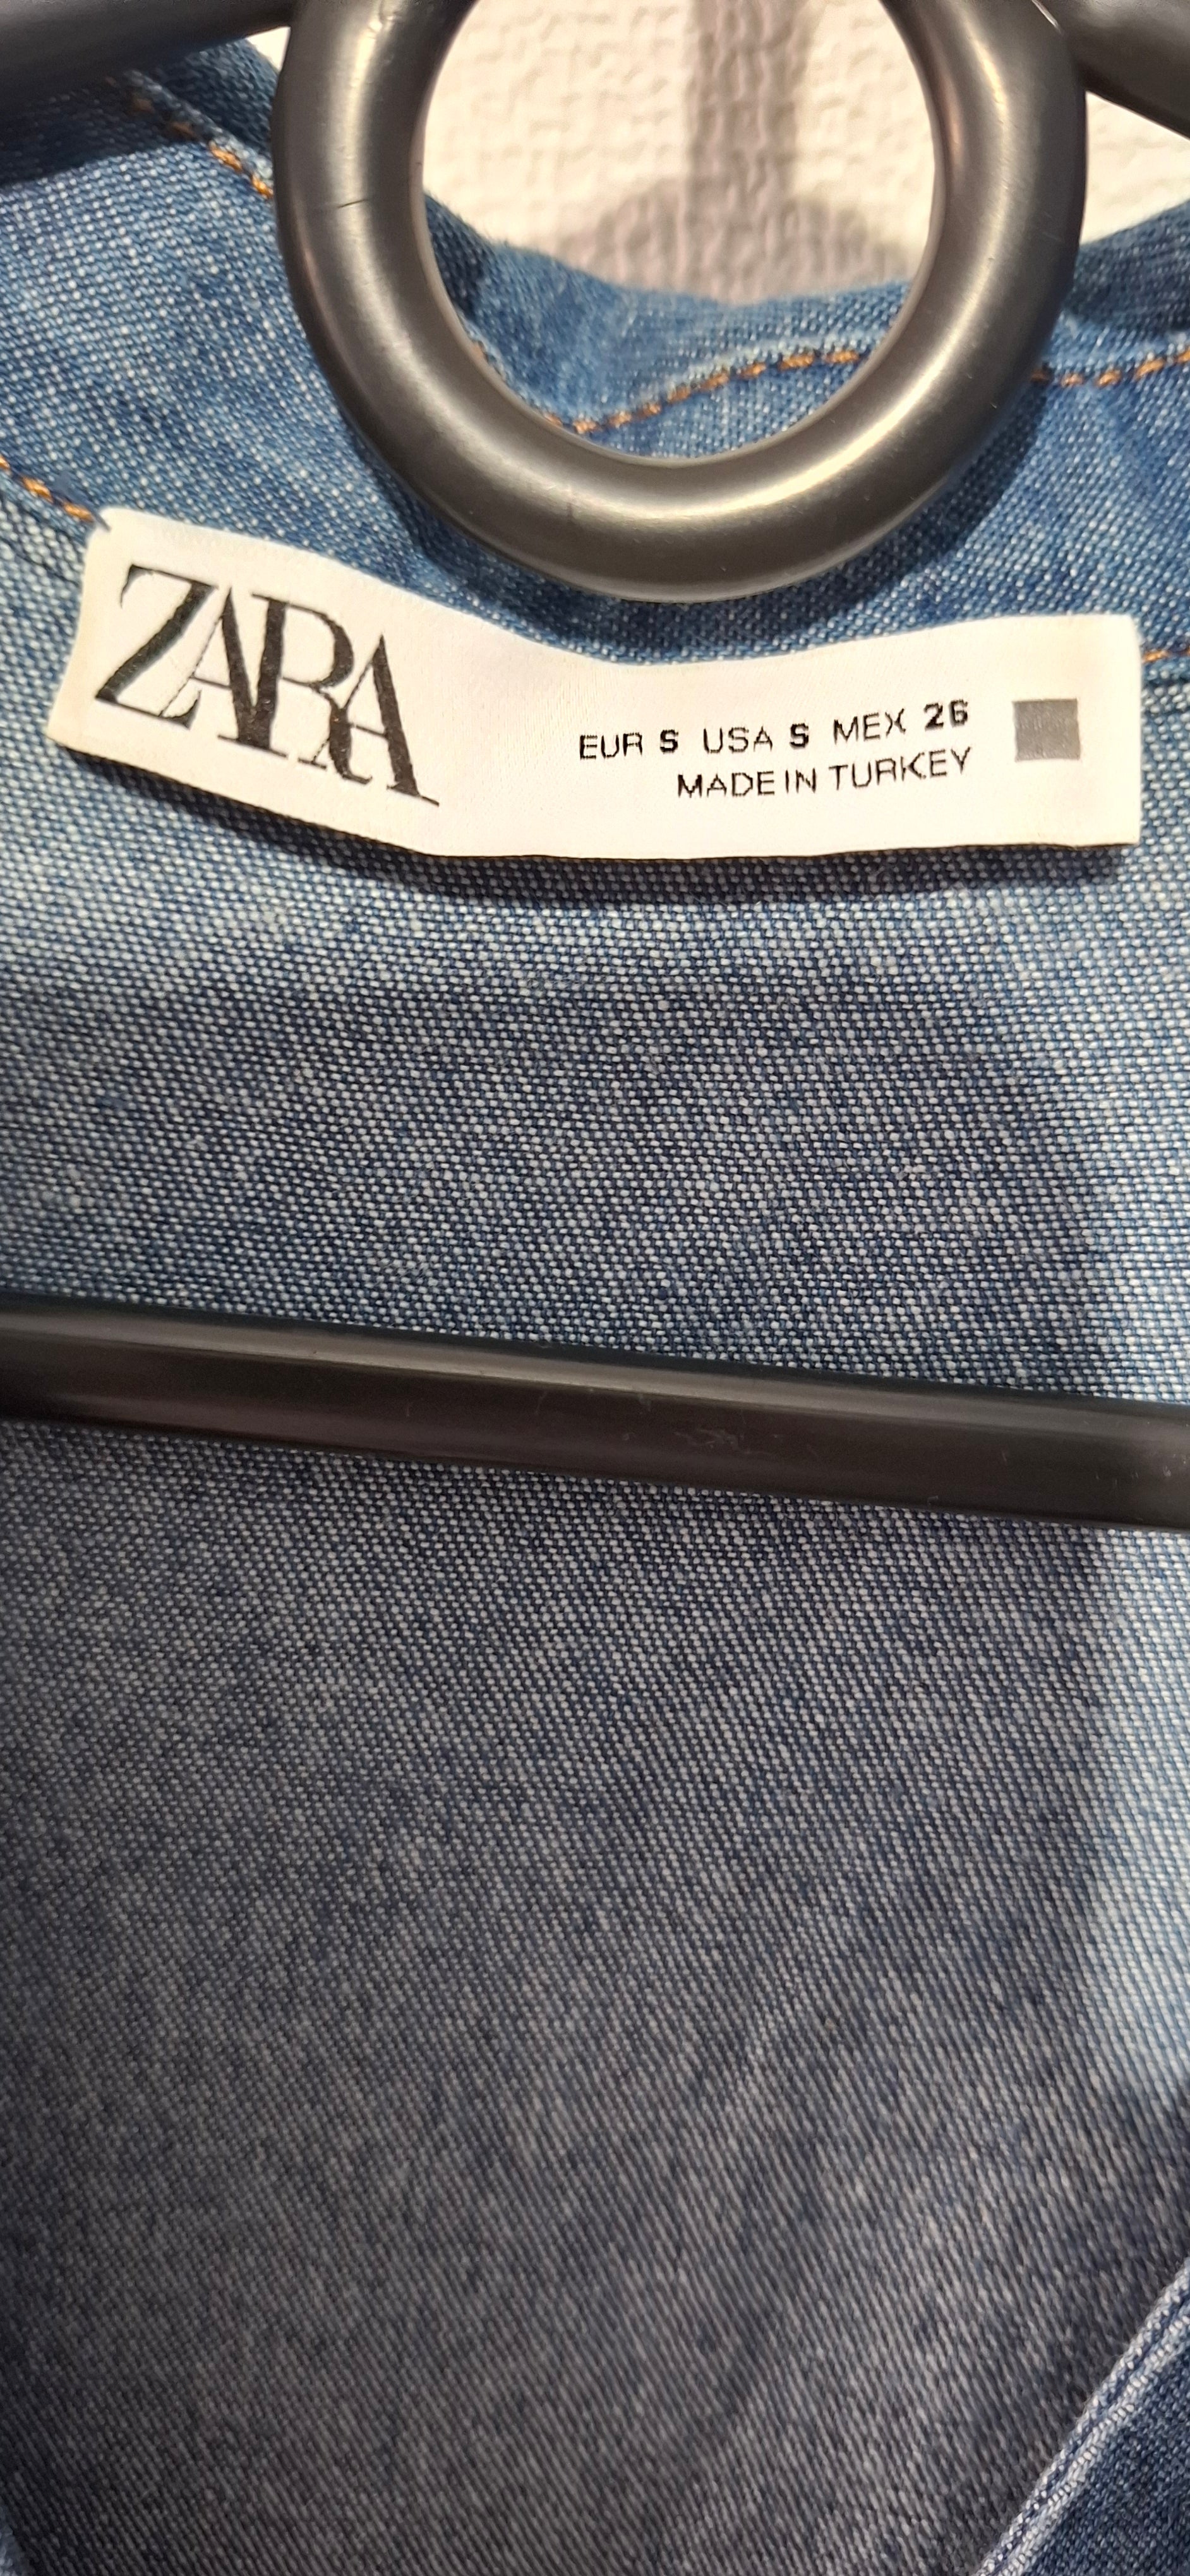 ZARA
EUR S USA S MEX 26
MADE IN TURKEY